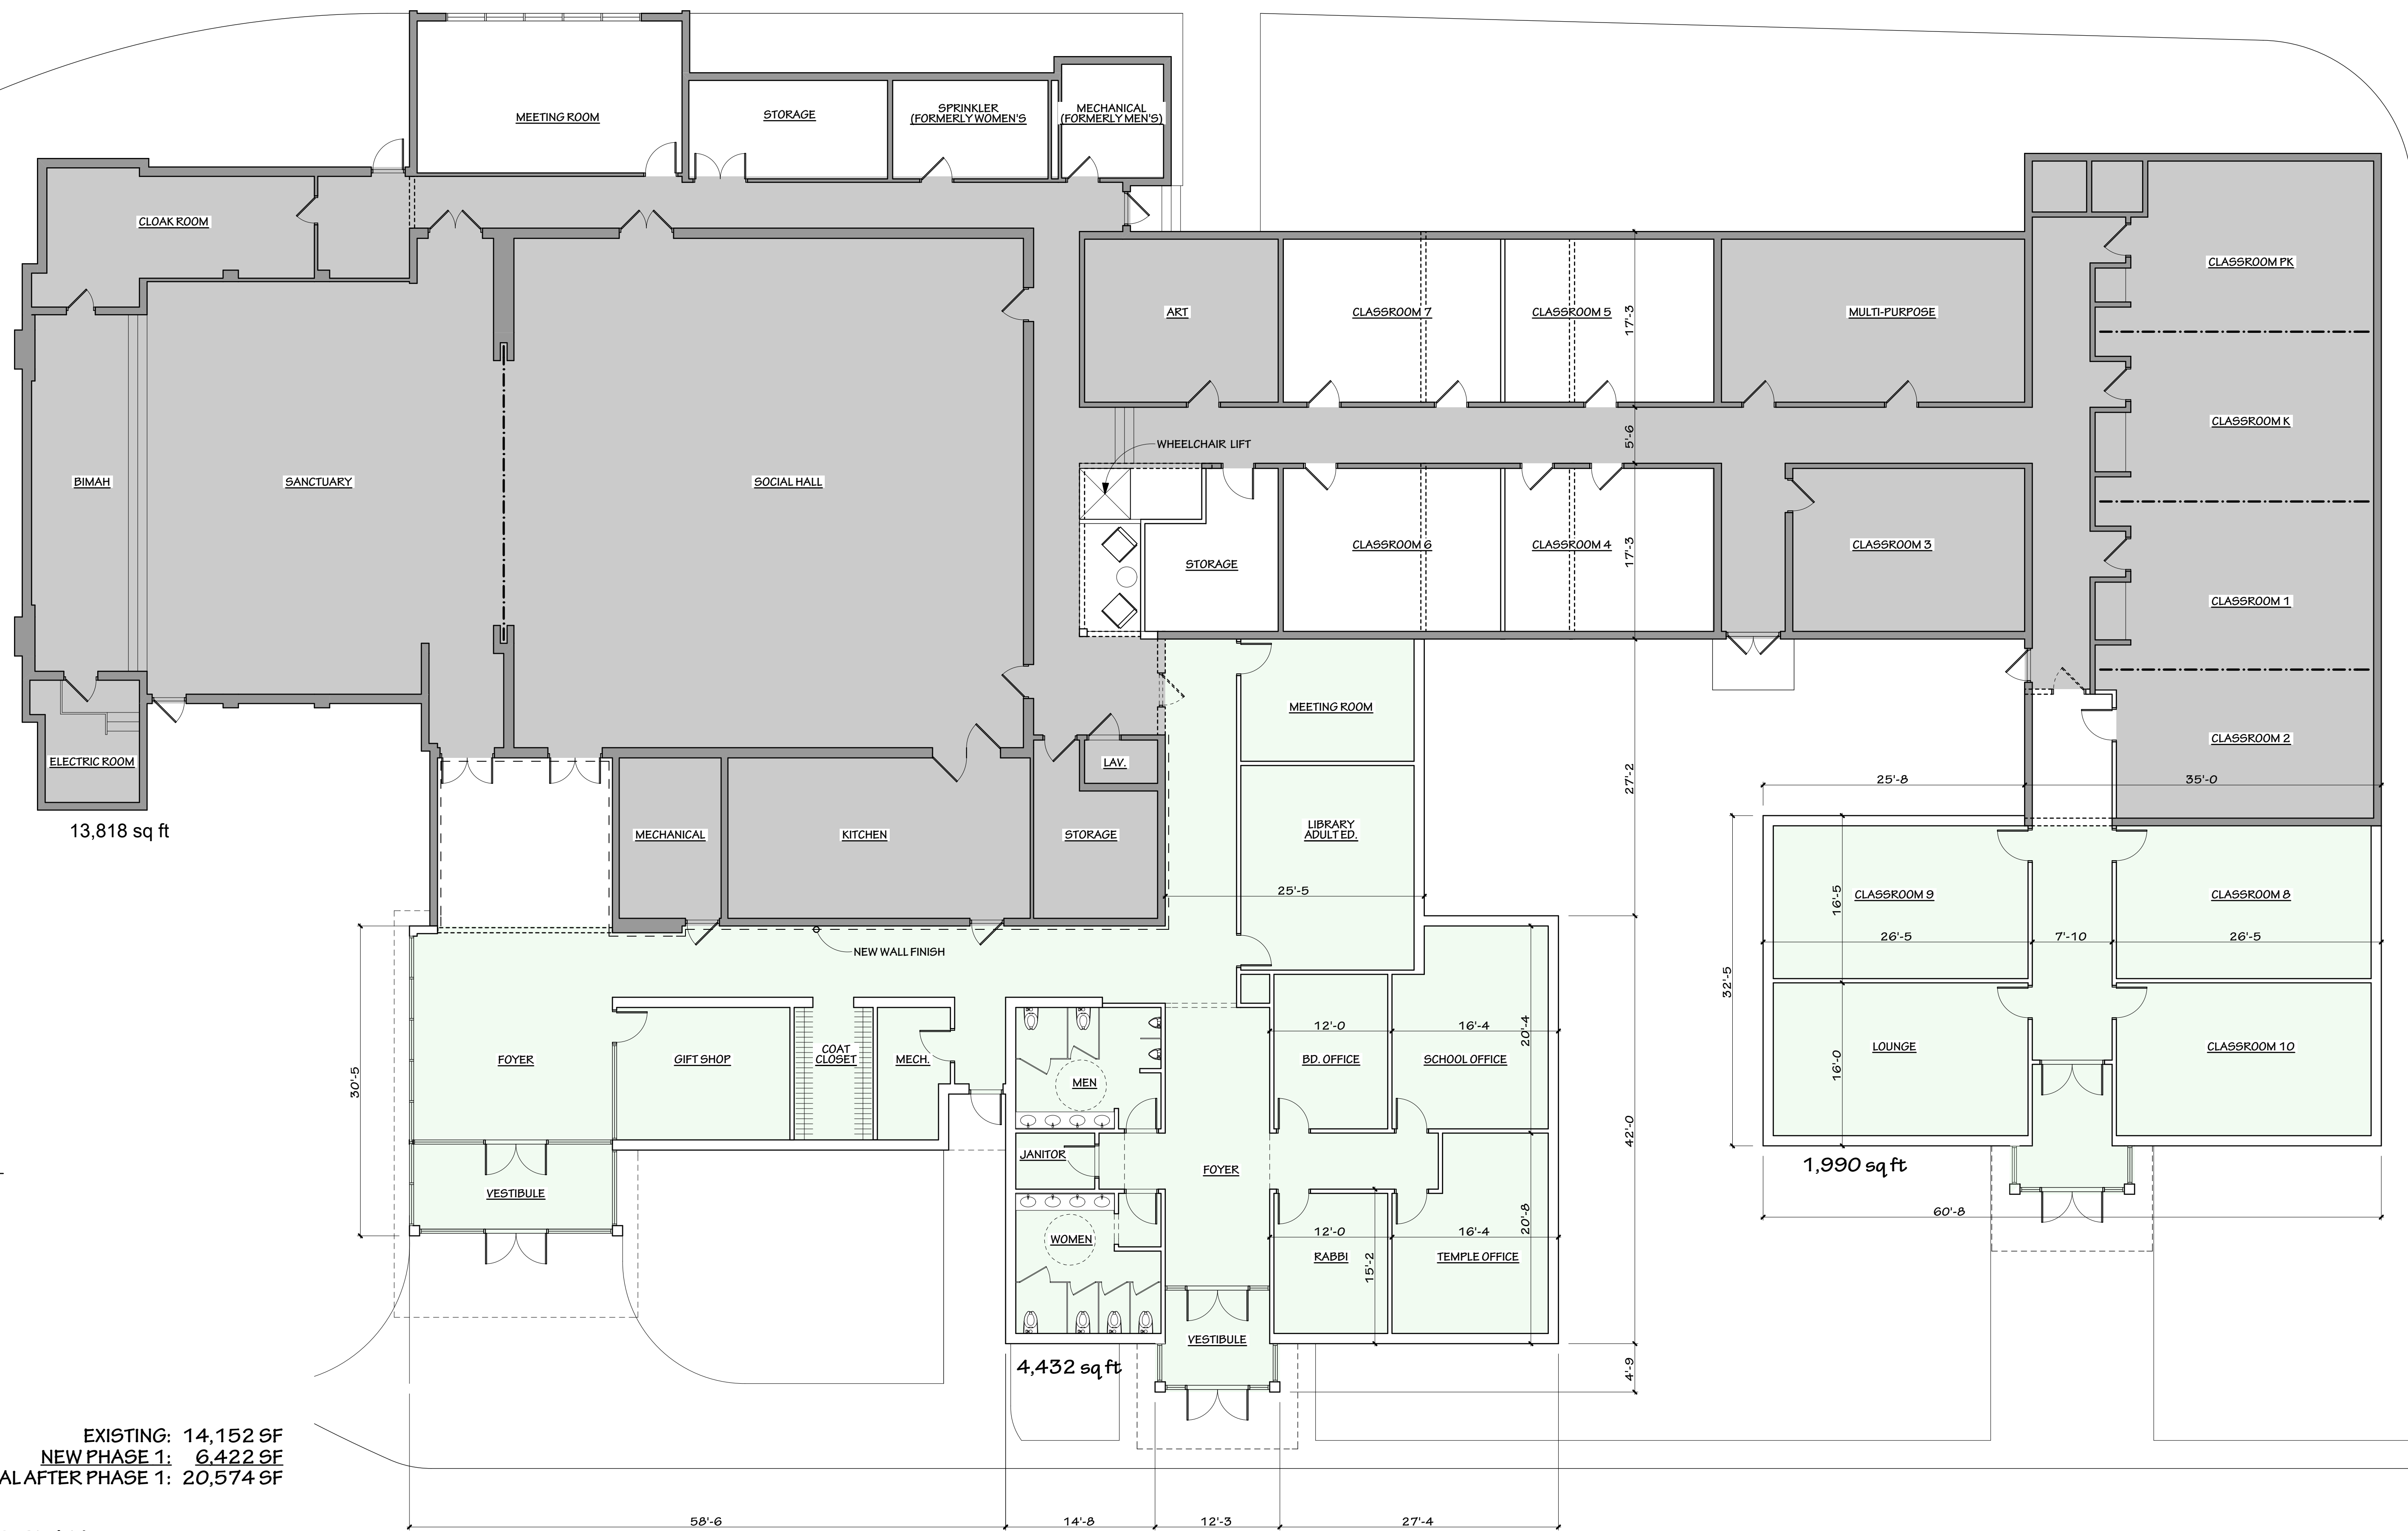 MEETING ROOM
STORAGE
SPRINKLER
(FORMERLY WOMEN'S
MECHANICAL
(FORMERLY MEN'S)
CLOAK ROOM
CLASSROOM PK
ART
CLASSROOM 7
CLASSROOM 5
17'-3
MULTI-PURPOSE
CLASSROOM K
WHEELCHAIR LIFT
5'-6
BIMAH
SANCTUARY
SOCIAL HALL
STORAGE
CLASSROOM 6
CLASSROOM 4
17'-3
CLASSROOM 3
CLASSROOM 1
MEETING ROOM
CLASSROOM 2
ELECTRIC ROOM
LAV.
27'-2
25'-8
35'-0
13,818 sq ft
MECHANICAL
KITCHEN
STORAGE
LIBRARY
ADULT ED.
25'-5
CLASSROOM 9
16'-5
CLASSROOM 8
26'-5
7'-10
26'-5
NEW WALL FINISH
32'-5
30'-5
FOYER
GIFT SHOP
COAT
CLOSET
MECH.
MEN
12'-0
16'-4
20'-4
BD. OFFICE
SCHOOL OFFICE
LOUNGE
16'-0
CLASSROOM 10
42'-0
JANITOR
FOYER
1,990 sq ft
VESTIBULE
60'-8
WOMEN
12'-0
16'-4
20'-8
RABBI
15'-2
TEMPLE OFFICE
VESTIBULE
4,432 sq ft
4'-9
EXISTING: 14,152 SF
NEW PHASE 1: 6,422 SF
AL AFTER PHASE 1: 20,574 SF
58'-6
14'-8
12'-3
27'-4